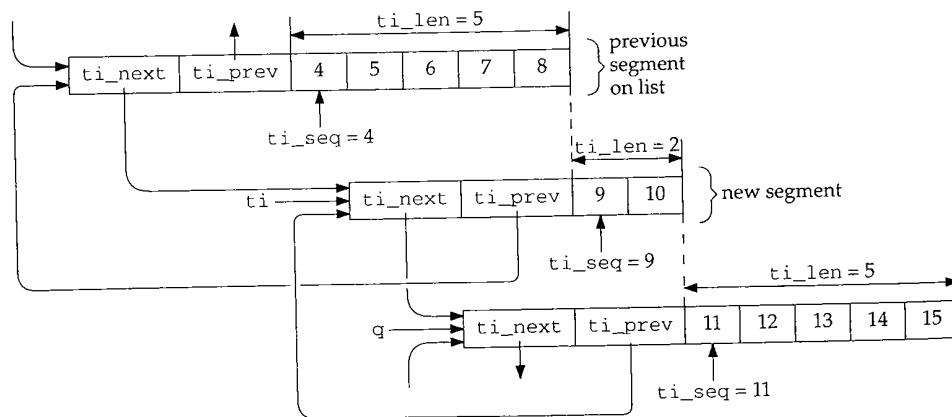 ti_len = 5
ti_next ti_prev 4 5 6 7 8
previous
segment
on list
ti_seq = 4
ti_len = 2
ti ti_next ti_prev 9 10
new segment
ti_seq = 9
ti_len = 5
q ti_next ti_prev 11 12 13 14 15
ti_seq = 11